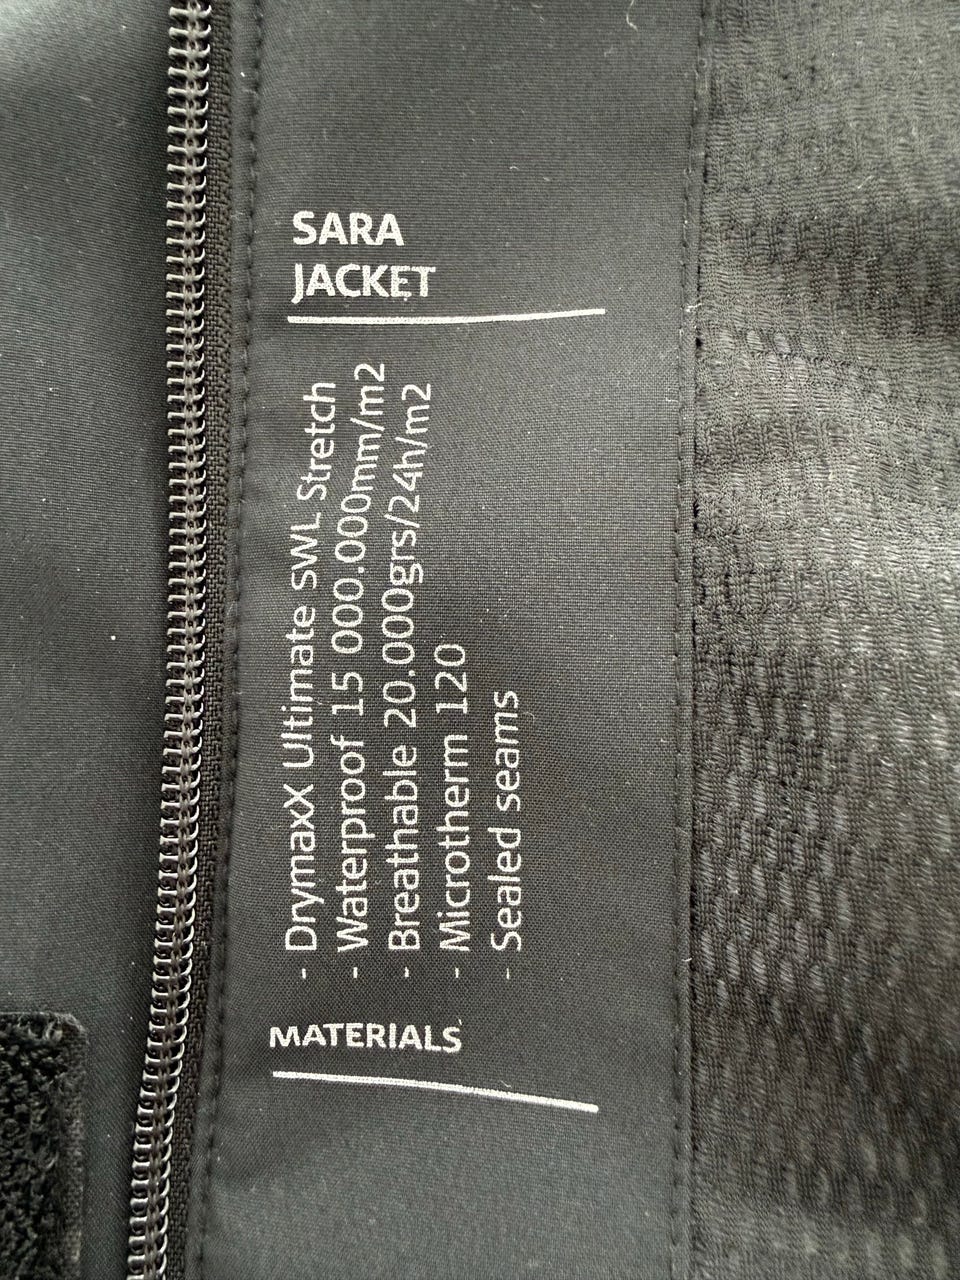 SARA
JACKET
- DrymaxX Ultimate SWL Stretch
- Waterproof 15 000.000mm/m2
- Breathable 20.000grs/24h/m2
- Microtherm 120
- Sealed seams
MATERIALS